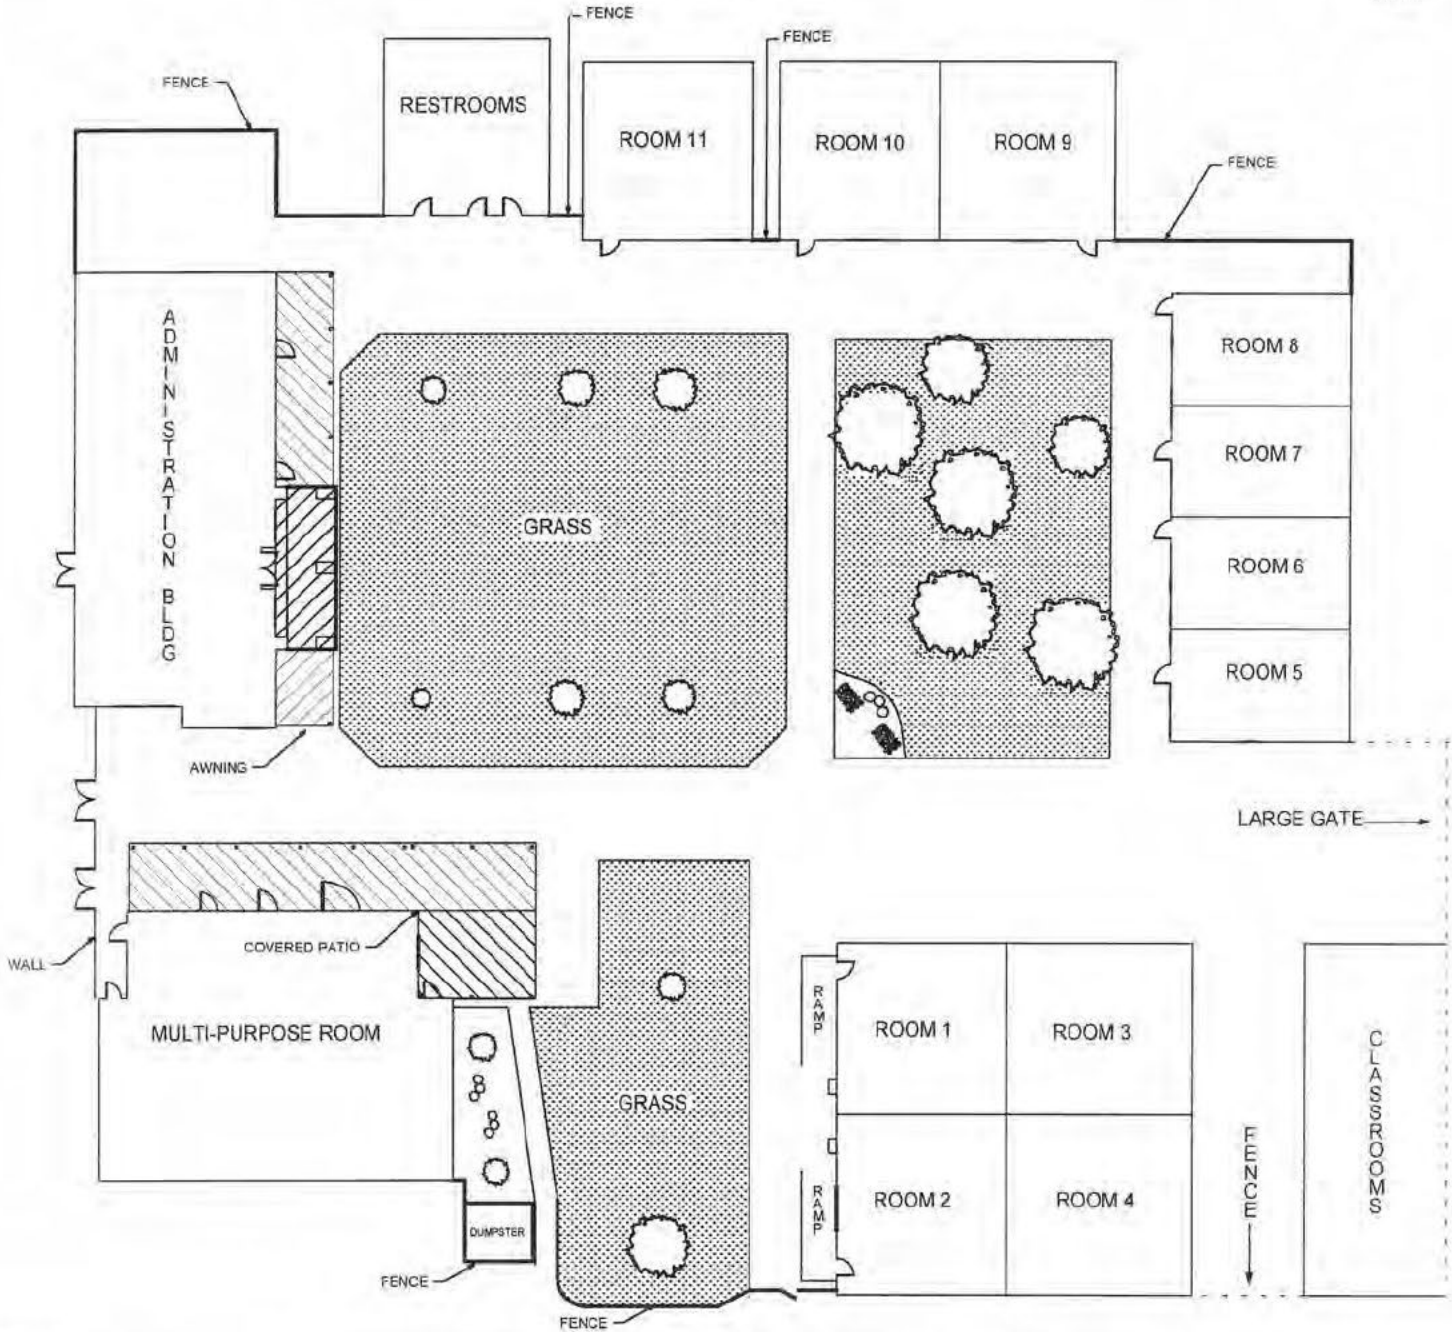 FENCE
FENCE
FENCE
RESTROOMS
ROOM 11
ROOM 10
ROOM 9
FENCE
ADMINISTRATION BLDG
ROOM 8
ROOM 7
GRASS
ROOM 6
ROOM 5
AWNING
LARGE GATE
COVERED PATIO
WALL
RAMP
ROOM 1
ROOM 3
MULTI-PURPOSE ROOM
CLASSROOMS
GRASS
FENCE
RAMP
ROOM 2
ROOM 4
DUMPSTER
FENCE
FENCE